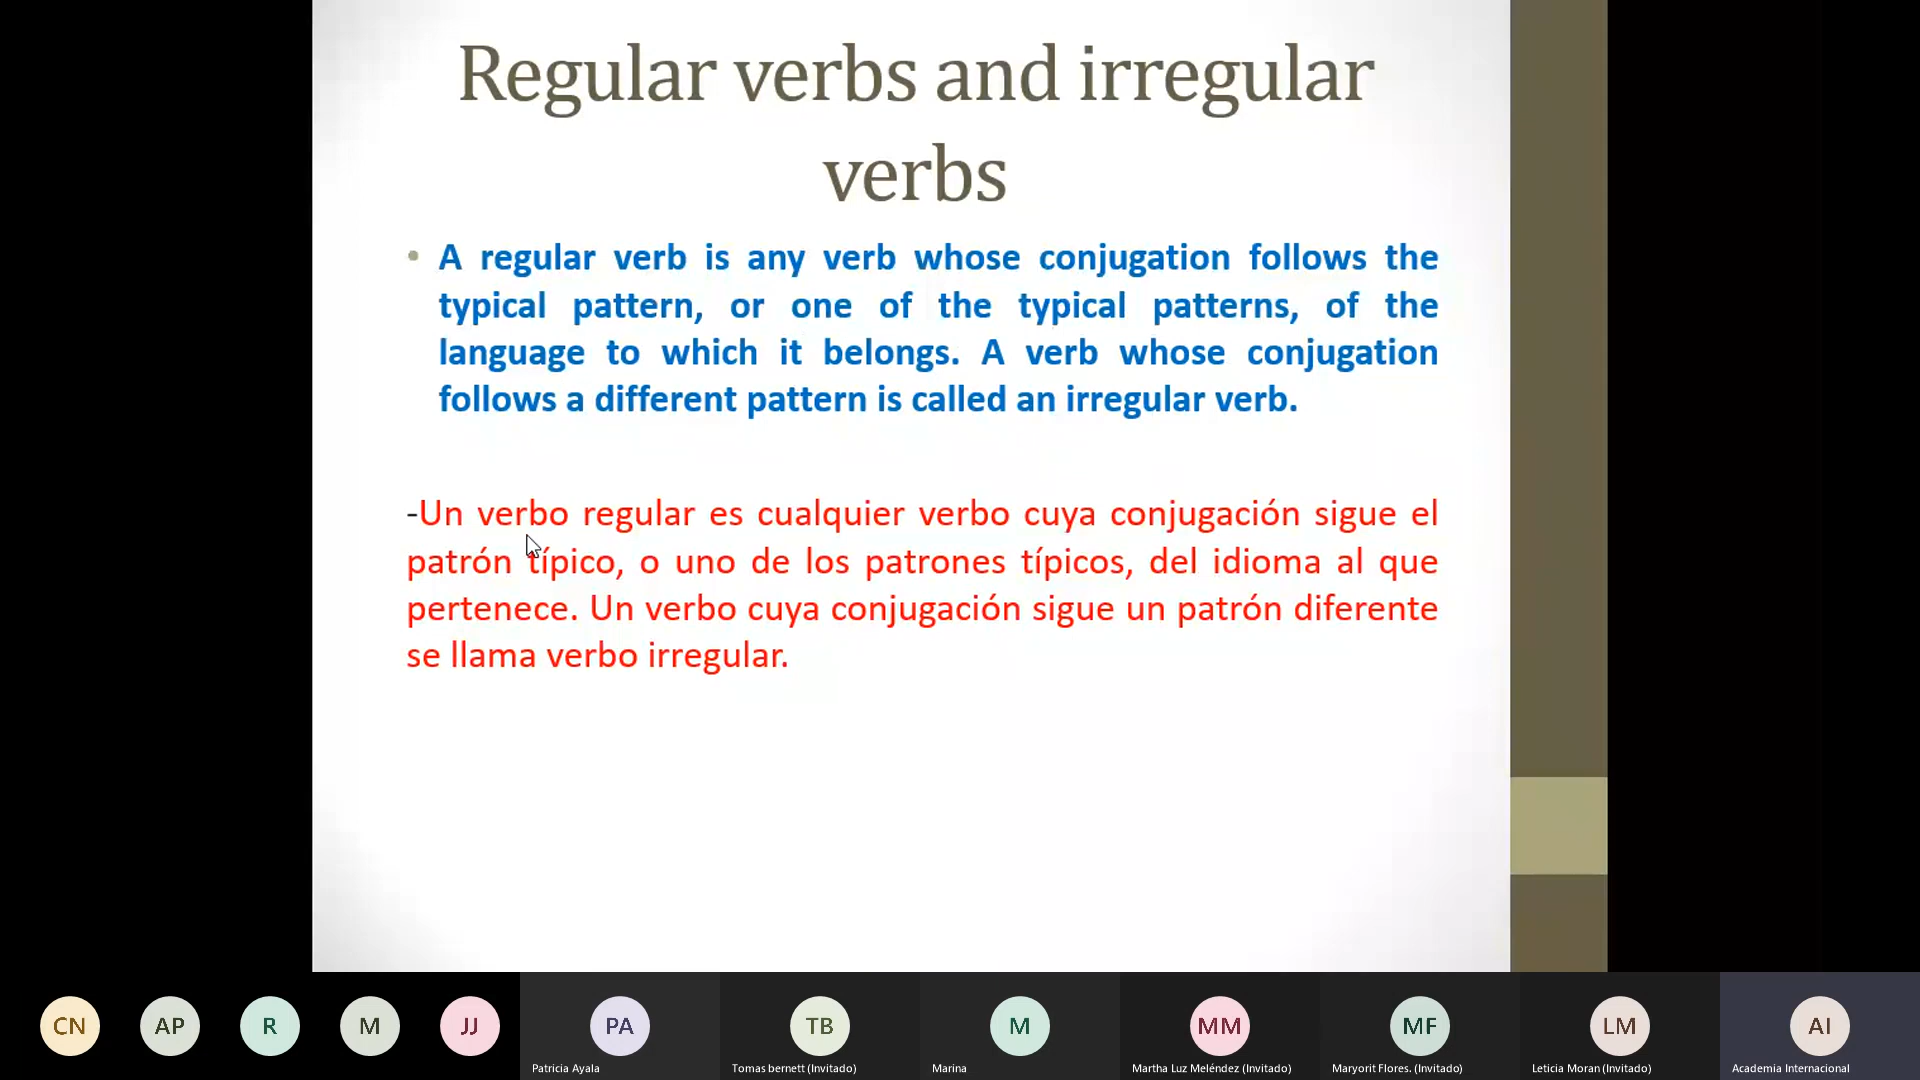 Regular verbs and irregular
verbs
• A regular verb is any verb whose conjugation follows the
typical pattern, or one of the typical patterns, of the
language to which it belongs. A verb whose conjugation
follows a different pattern is called an irregular verb.
-Un verbo regular es cualquier verbo cuya conjugación sigue el
patrón típico, o uno de los patrones típicos, del idioma al que
pertenece. Un verbo cuya conjugación sigue un patrón diferente
se llama verbo irregular.
CN AP R M JJ PA TB M MM MF LM AI
Patricia Ayala Tomas bernett (Invitado) Marina Martha Luz Meléndez (Invitado) Maryorit Flores. (Invitado) Leticia Moran (Invitado) Academia Internacional